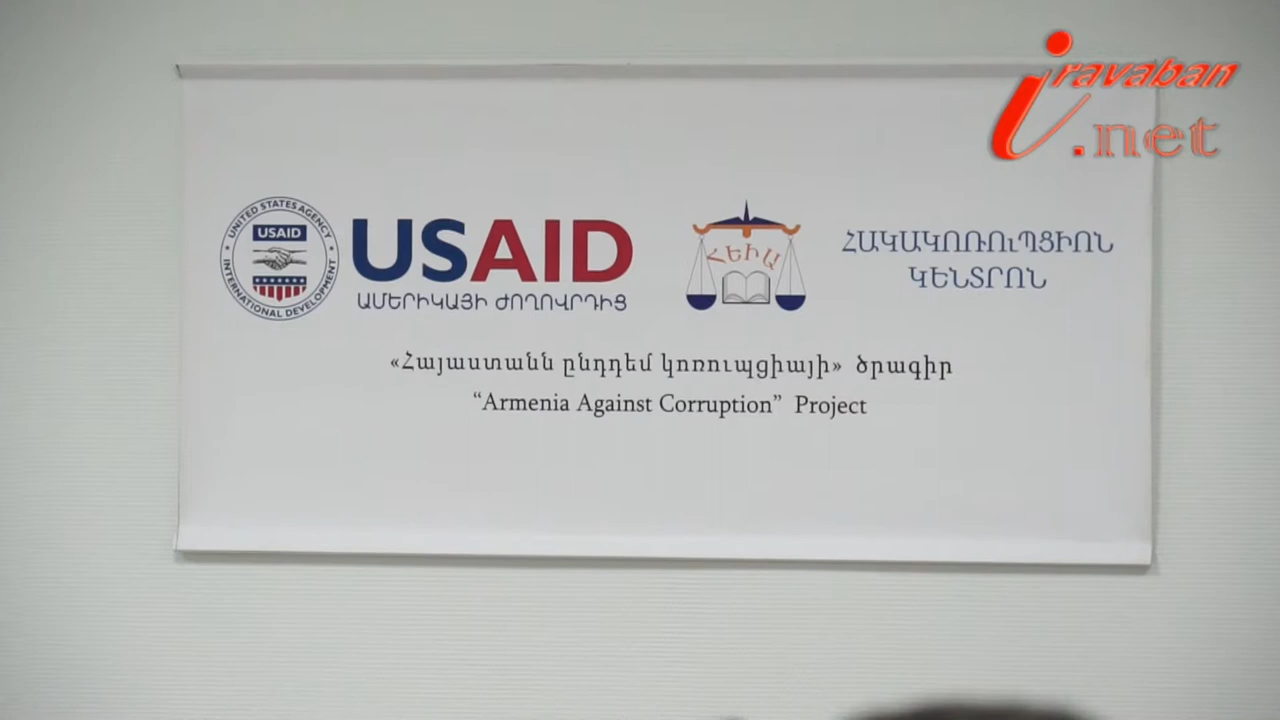 iravaban
.net
UNITED STATES AGENCY
USAID
INTERNATIONAL DEVELOPMENT
USAID
ԱՄԵՐԻԿԱՅԻ ԺՈՂՈՎՐԴԻՑ
ՀԵԻԱ
ՀԱԿԱԿՈՌՈւՊՑԻՈՆ
ԿԵՆՏՐՈՆ
«Հայաստանն ընդդեմ կոռուպցիայի» ծրագիր
“Armenia Against Corruption” Project